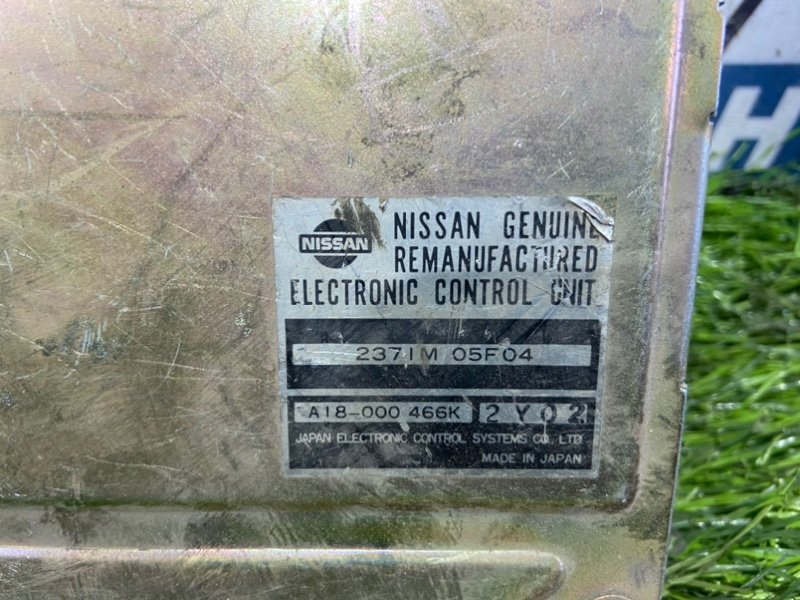 NISSAN
NISSAN GENUINE
REMANUFACTURED
ELECTRONIC CONTROL UNIT
2371M 05F04
A18-000 466K 2Y02
JAPAN ELECTRONIC CONTROL SYSTEMS CO., LTD
MADE IN JAPAN
H